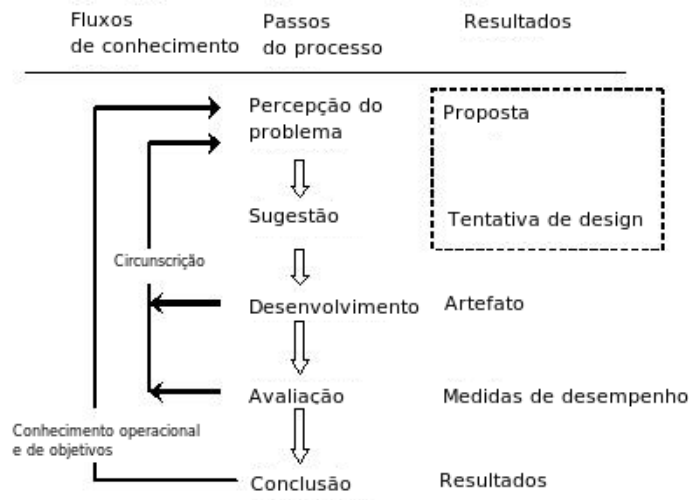 Fluxos
de conhecimento
Passos
do processo
Resultados
Percepção do
problema
Proposta
Sugestão
Tentativa de design
Circunscrição
Desenvolvimento
Artefato
Avaliação
Medidas de desempenho
Conhecimento operacional
e de objetivos
Conclusão
Resultados